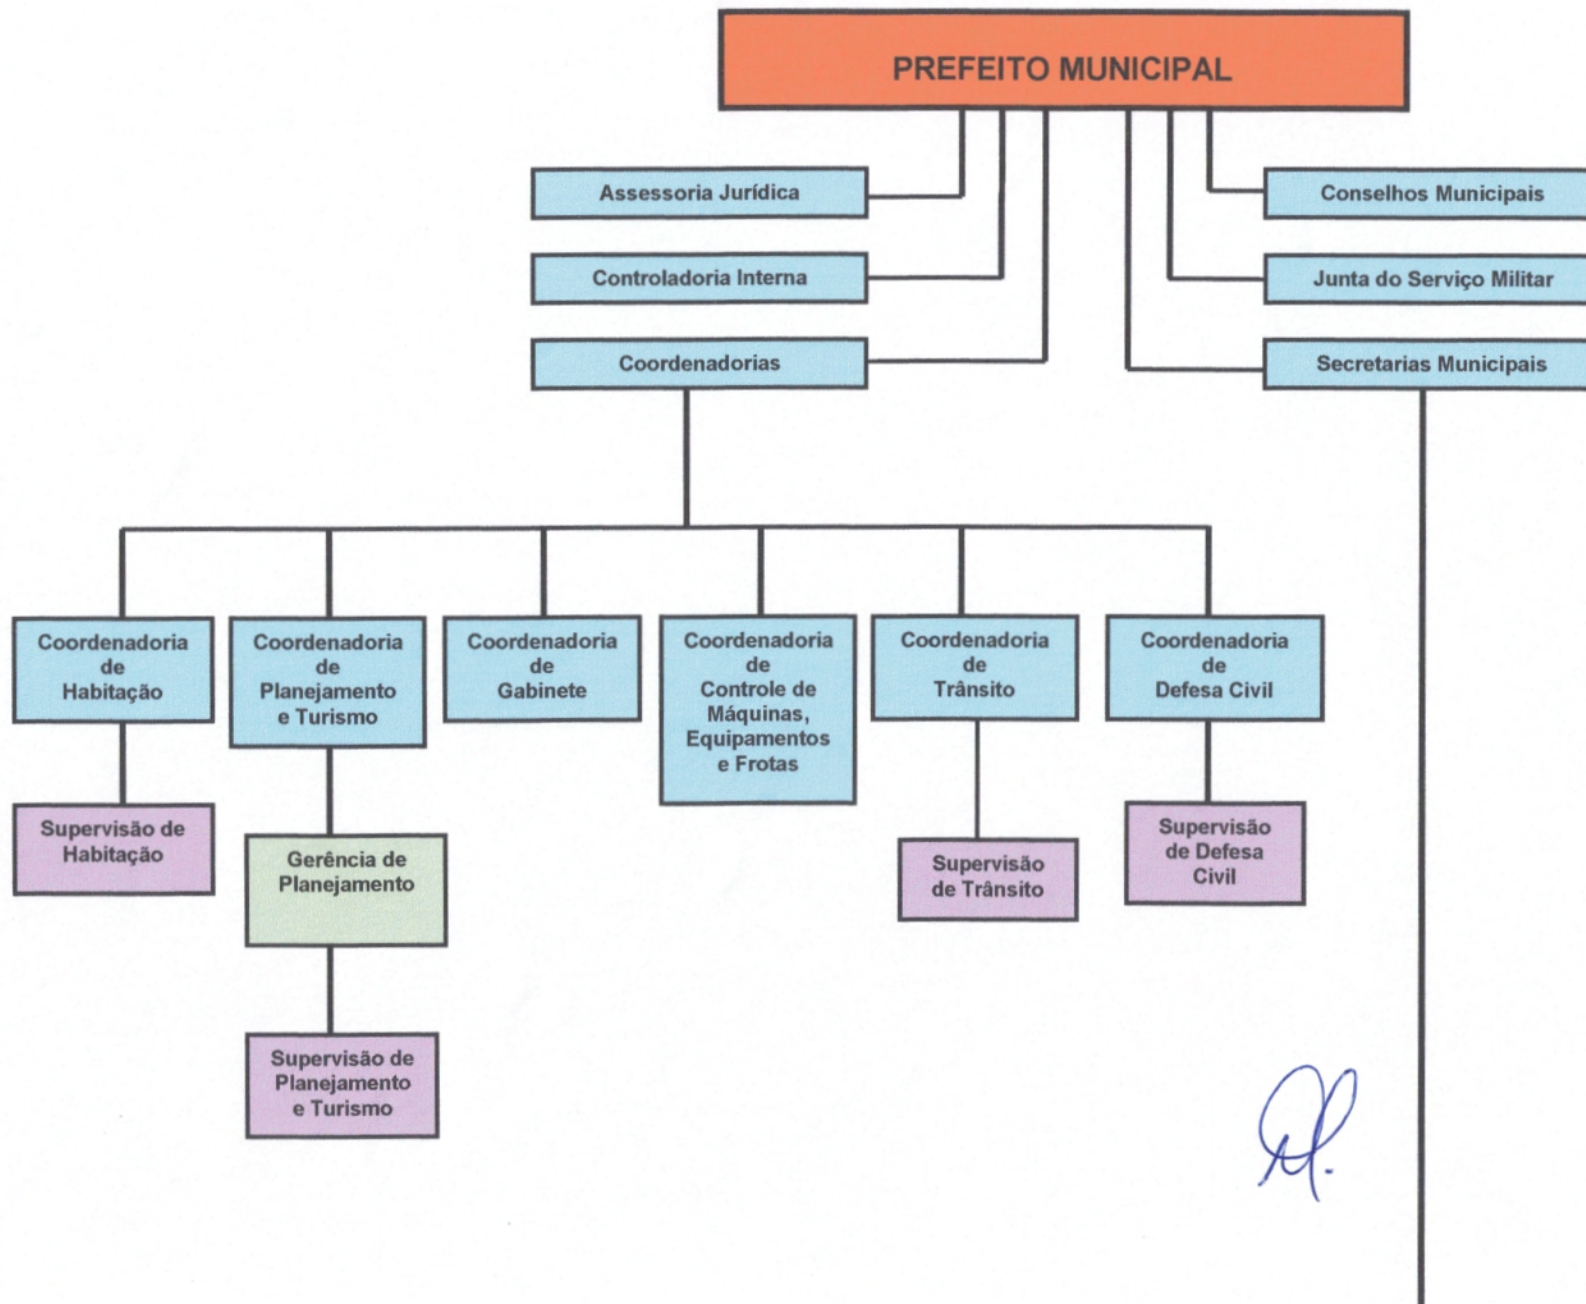 PREFEITO MUNICIPAL
Assessoria Jurídica
Conselhos Municipais
Controladoria Interna
Junta do Serviço Militar
Coordenadorias
Secretarias Municipais
Coordenadoria
de
Habitação
Coordenadoria
de
Planejamento
e Turismo
Coordenadoria
de
Gabinete
Coordenadoria
de
Controle de
Máquinas,
Equipamentos
e Frotas
Coordenadoria
de
Trânsito
Coordenadoria
de
Defesa Civil
Supervisão de
Habitação
Gerência de
Planejamento
Supervisão
de Trânsito
Supervisão
de Defesa
Civil
Supervisão de
Planejamento
e Turismo